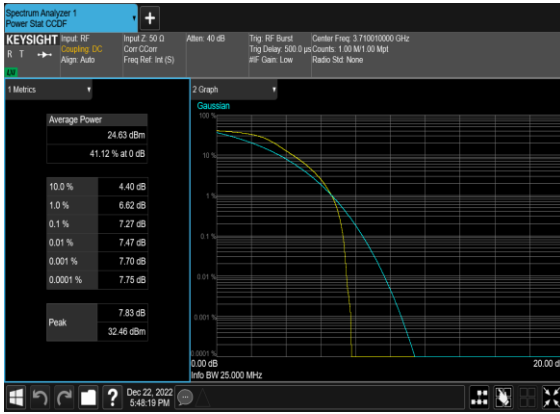 Spectrum Analyzer 1
Power Stat CCDF
KEYSIGHT
R T
Input: RF
Coupling: DC
Align: Auto
Input Z: 50 Ω
Corr CCorr
Freq Ref: Int (S)
Atten: 40 dB
Trig: RF Burst
Trig Delay: 500.0 µs
#IF Gain: Low
Center Freq: 3.710010000 GHz
Counts: 1.00 M/1.00 Mpt
Radio Std: None
1 Metrics
Average Power
24.63 dBm
41.12 % at 0 dB
10.0 % 4.40 dB
1.0 % 6.62 dB
0.1 % 7.27 dB
0.01 % 7.47 dB
0.001 % 7.70 dB
0.0001 % 7.75 dB
Peak
7.83 dB
32.46 dBm
2 Graph
Gaussian
100 %
10 %
1 %
0.1 %
0.01 %
0.001 %
0.0001 %
0.00 dB
20.00 d
Info BW 25.000 MHz
?
Dec 22, 2022
5:48:19 PM